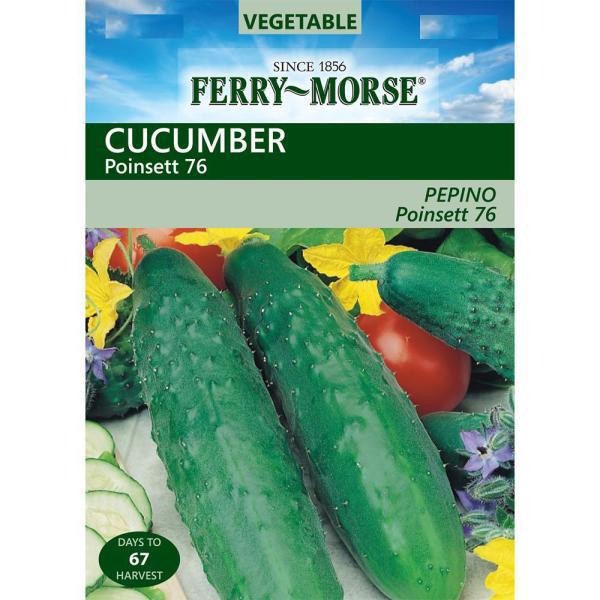 VEGETABLE
SINCE 1856
FERRY~MORSE®
CUCUMBER
Poinsett 76
PEPINO
Poinsett 76
DAYS TO
67
HARVEST